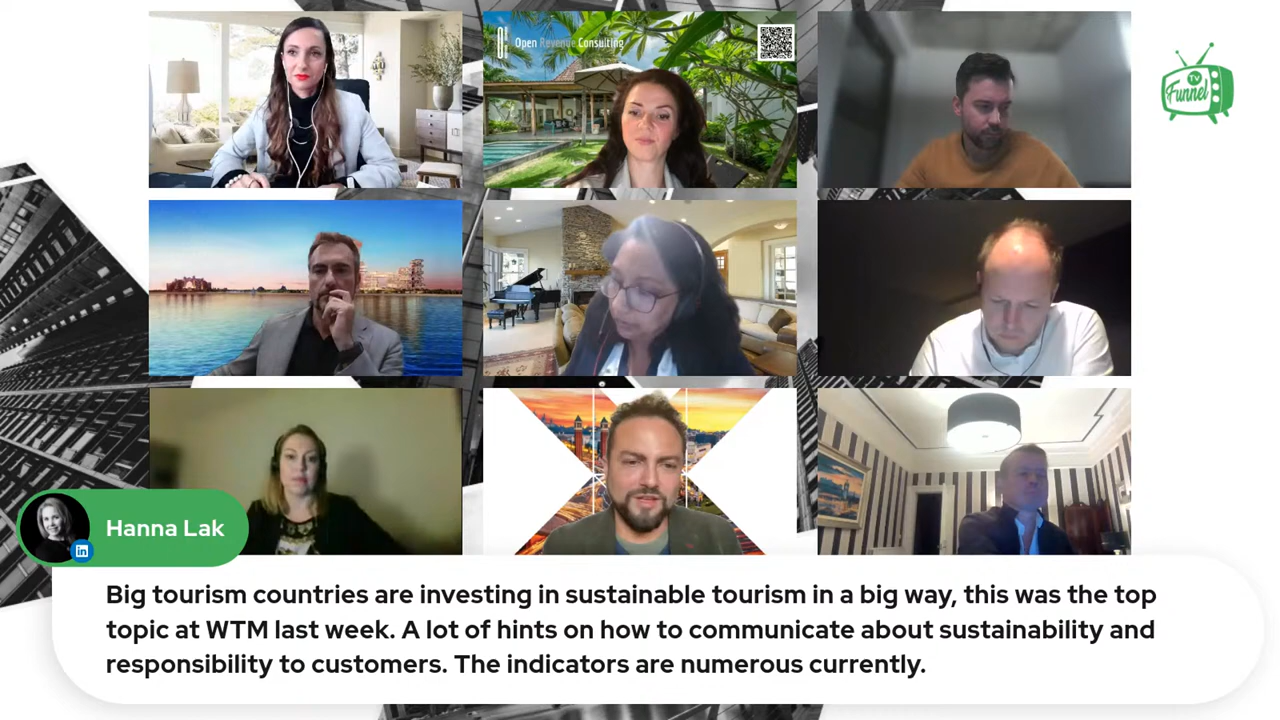 Open Revenue Consulting
TV
Funnel
Hanna Lak
in
Big tourism countries are investing in sustainable tourism in a big way, this was the top
topic at WTM last week. A lot of hints on how to communicate about sustainability and
responsibility to customers. The indicators are numerous currently.